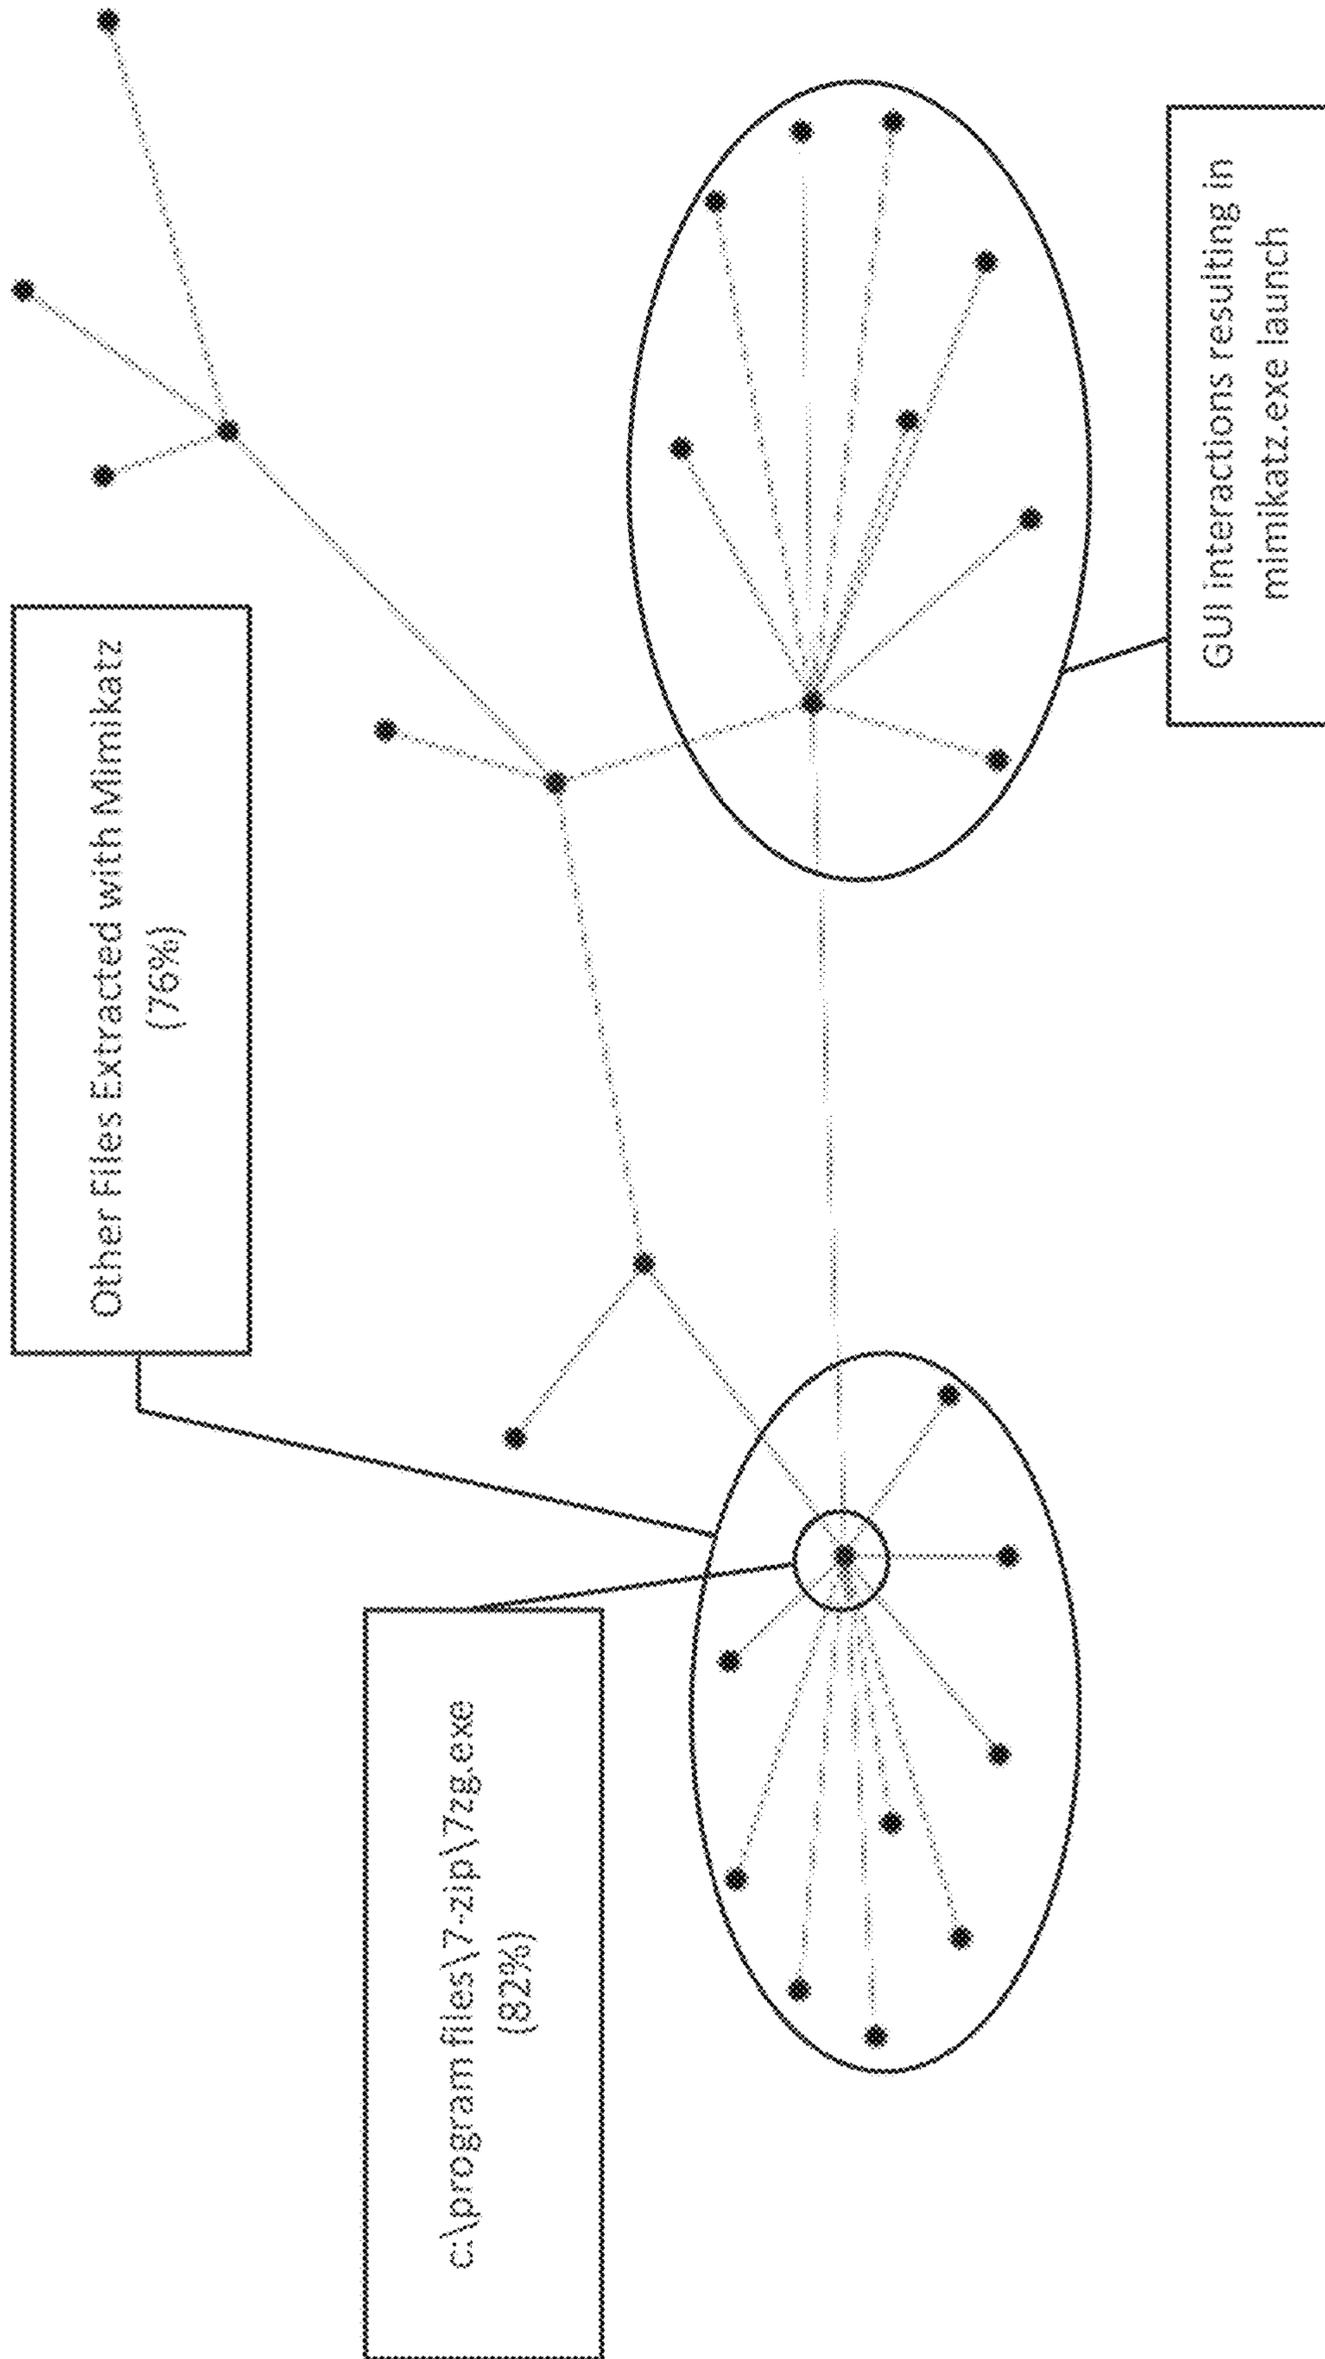 Other Files Extracted with Mimikatz
(76%)
c:\program files\7-zip\7zg.exe
(82%)
GUI interactions resulting in
mimikatz.exe launch